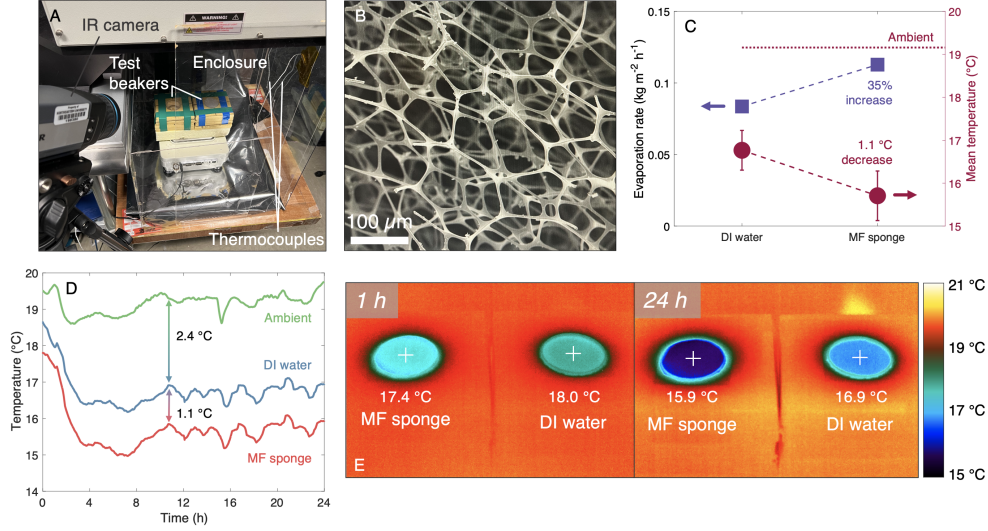 A
IR camera
WARNING!
Test
beakers
Enclosure
Thermocouples
B
100 µm
C
0.15
0.1
0.05
0
Evaporation rate (kg m⁻² h⁻¹)
20
19
18
17
16
15
Mean temperature (°C)
Ambient
35%
increase
1.1 °C
decrease
DI water
MF sponge
D
20
19
18
17
16
15
14
Temperature (°C)
Ambient
2.4 °C
DI water
1.1 °C
MF sponge
0 4 8 12 16 20 24
Time (h)
1 h
17.4 °C
MF sponge
18.0 °C
DI water
E
24 h
15.9 °C
MF sponge
16.9 °C
DI water
21 °C
19 °C
17 °C
15 °C